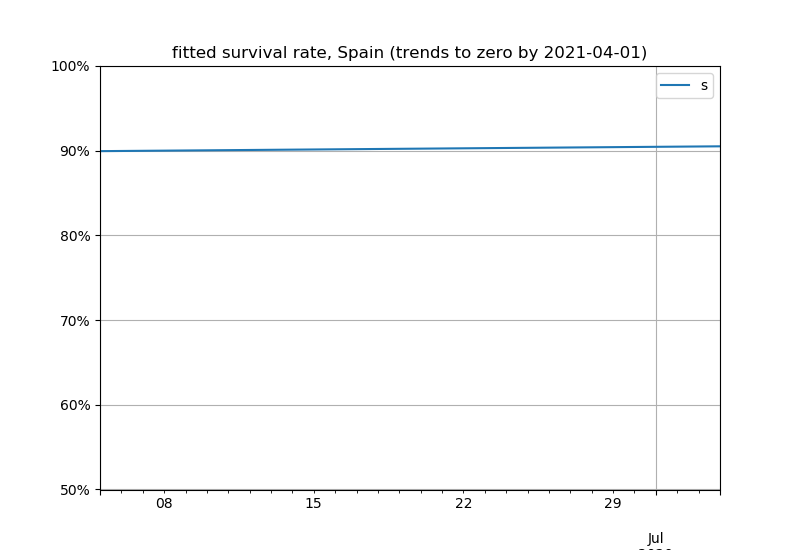 fitted survival rate, Spain (trends to zero by 2021-04-01)
100%
s
90%
80%
70%
60%
50%
08 15 22 29
Jul